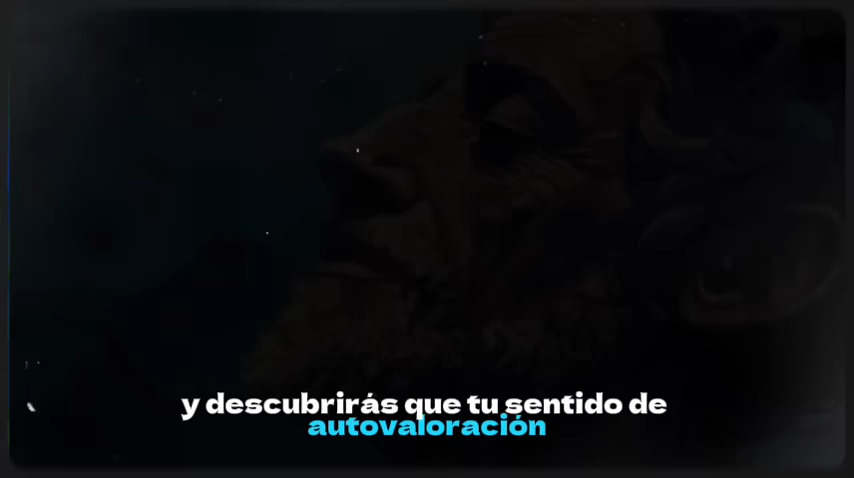 y descubrirás que tu sentido de
autovaloración